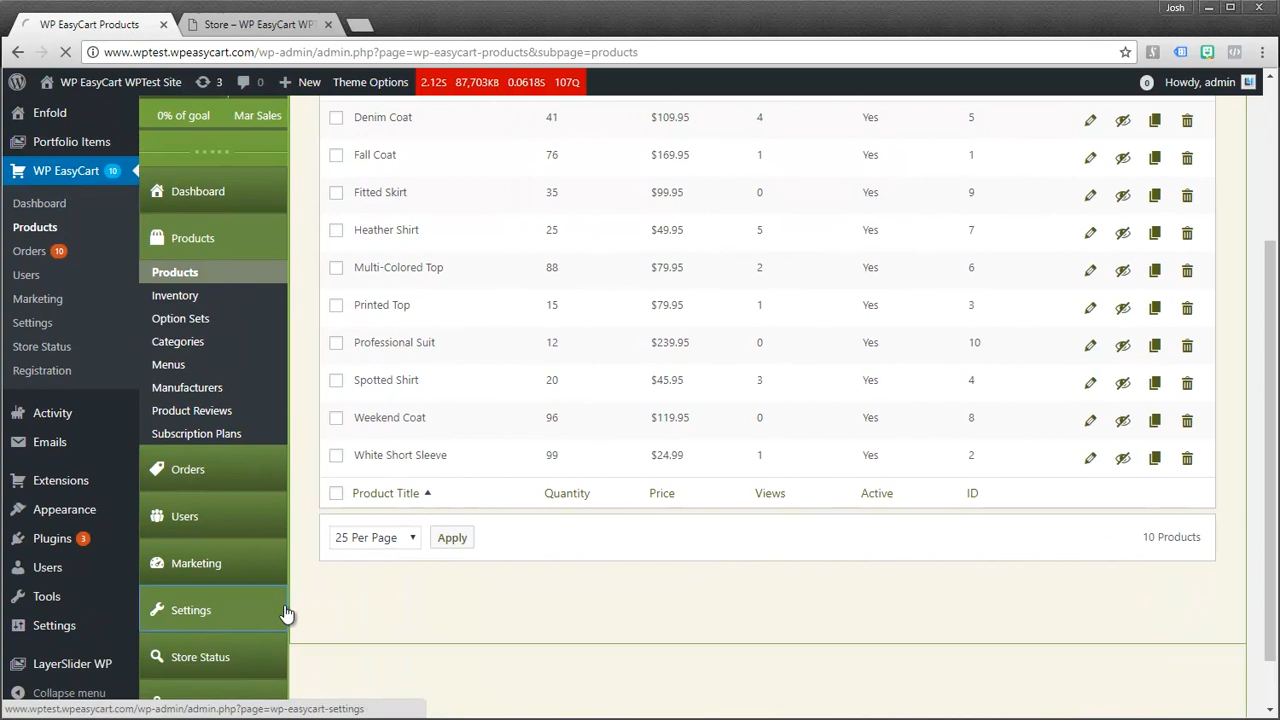 Josh
WP EasyCart Products
Store – WP EasyCart WPT
www.wptest.wpeasycart.com/wp-admin/admin.php?page=wp-easycart-products&subpage=products
WP EasyCart WPTest Site 3 0 New Theme Options 2.12S 87,703KB 0.0618S 107Q 0 Howdy, admin
Enfold
Portfolio Items
WP EasyCart 10
Dashboard
Products
Orders 10
Users
Marketing
Settings
Store Status
Registration
Activity
Emails
Extensions
Appearance
Plugins 3
Users
Tools
Settings
LayerSlider WP
Collapse menu
0% of goal Mar Sales
Dashboard
Products
Products
Inventory
Option Sets
Categories
Menus
Manufacturers
Product Reviews
Subscription Plans
Orders
Users
Marketing
Settings
Store Status
Denim Coat 41 $109.95 4 Yes 5
Fall Coat 76 $169.95 1 Yes 1
Fitted Skirt 35 $99.95 0 Yes 9
Heather Shirt 25 $49.95 5 Yes 7
Multi-Colored Top 88 $79.95 2 Yes 6
Printed Top 15 $79.95 1 Yes 3
Professional Suit 12 $239.95 0 Yes 10
Spotted Shirt 20 $45.95 3 Yes 4
Weekend Coat 96 $119.95 0 Yes 8
White Short Sleeve 99 $24.99 1 Yes 2
Product Title Quantity Price Views Active ID
25 Per Page Apply 10 Products
www.wptest.wpeasycart.com/wp-admin/admin.php?page=wp-easycart-settings